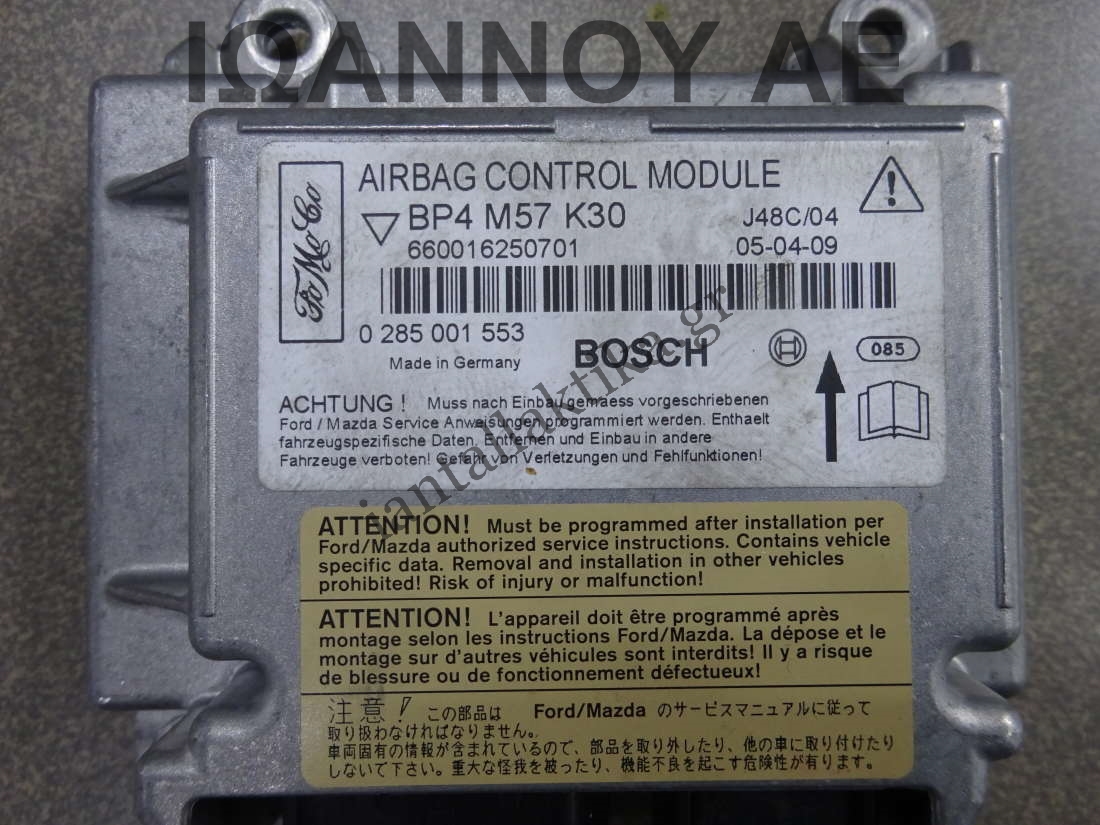 ΙΩΑΝΝΟΥ ΑΕ
FoMoCo
AIRBAG CONTROL MODULE
BP4 M57 K30
J48C/04
660016250701
05-04-09
0 285 001 553
Made in Germany
BOSCH
085
ACHTUNG ! Muss nach Einbau gemaess vorgeschriebenen
Ford / Mazda Service Anweisungen programmiert werden. Enthaelt
fahrzeugspezifische Daten. Entfernen und Einbau in andere
Fahrzeuge verboten! Gefahr von Verletzungen und Fehlfunktionen!
iantallaktika.gr
ATTENTION! Must be programmed after installation per
Ford/Mazda authorized service instructions. Contains vehicle
specific data. Removal and installation in other vehicles
prohibited! Risk of injury or malfunction!
ATTENTION! L'appareil doit être programmé après
montage selon les instructions Ford/Mazda. La dépose et le
montage sur d'autres véhicules sont interdits! Il y a risque
de blessure ou de fonctionnement défectueux!
注意! この部品は Ford/Mazda のサービスマニュアルに従って
取り扱わなければなりません。
車両固有の情報が含まれているので、部品を取り外したり、他の車に取り付けたり
しないで下さい。重大な怪我を被ったり、機能不良を起こす危険性が有ります。